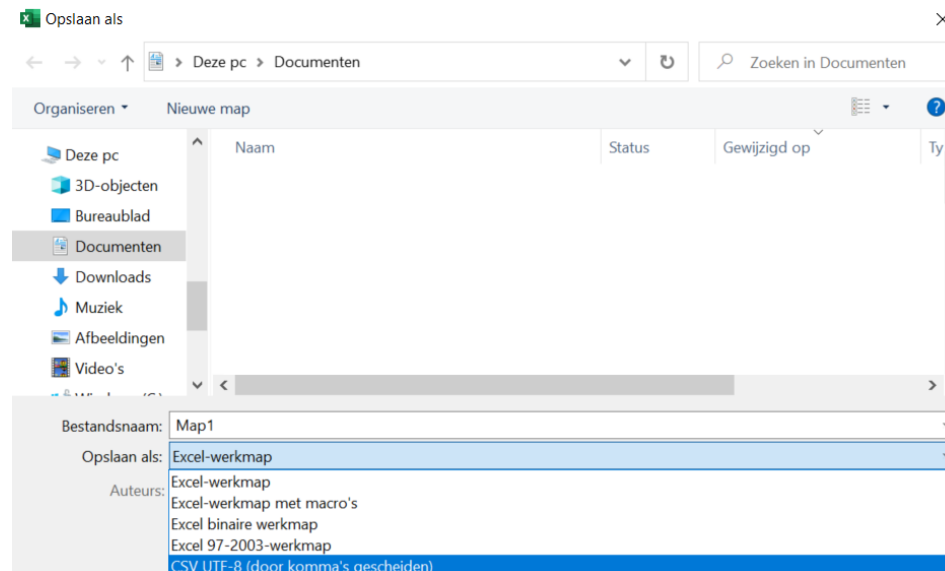 Opslaan als
Deze pc > Documenten
Zoeken in Documenten
Organiseren
Nieuwe map
Naam
Status
Gewijzigd op
Ty
Deze pc
3D-objecten
Bureaublad
Documenten
Downloads
Muziek
Afbeeldingen
Video's
Bestandsnaam: Map1
Opslaan als: Excel-werkmap
Auteurs:
Excel-werkmap
Excel-werkmap met macro's
Excel binaire werkmap
Excel 97-2003-werkmap
CSV UTF-8 (door komma's gescheiden)